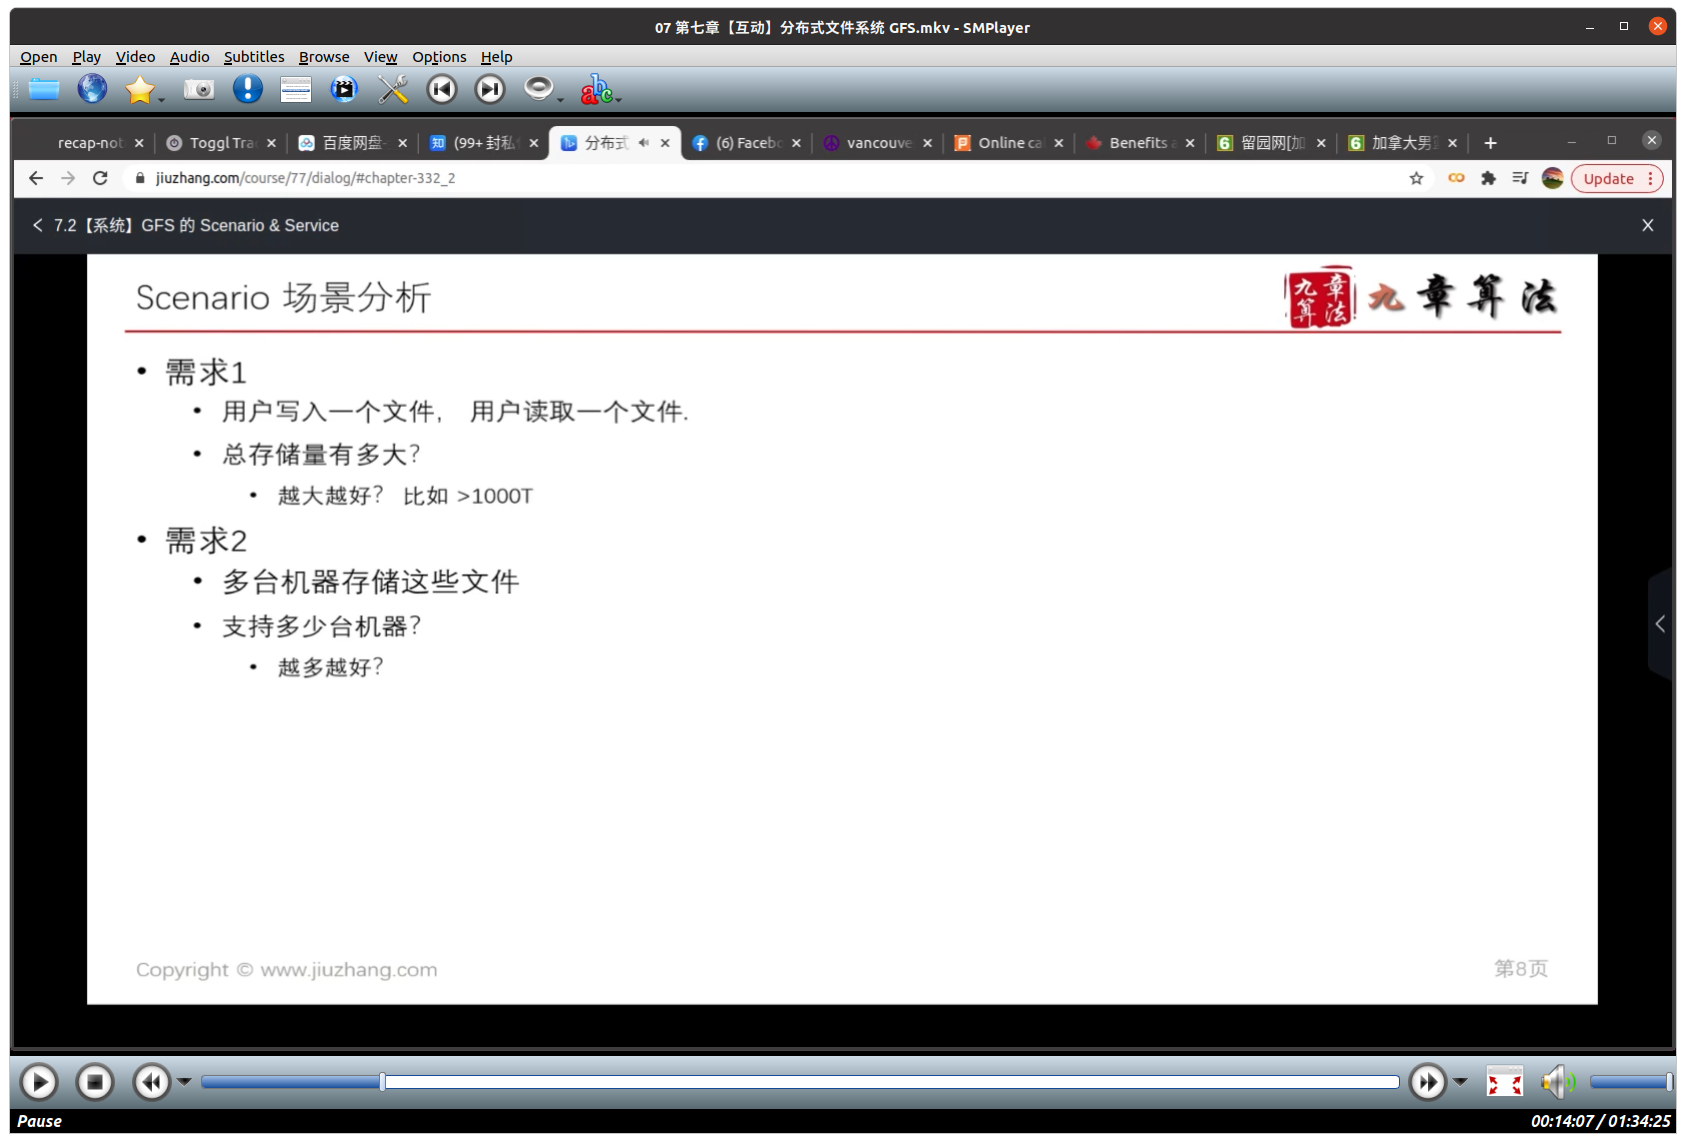 07 第七章【互动】分布式文件系统 GFS.mkv - SMPlayer
Open Play Video Audio Subtitles Browse View Options Help
recap-not Toggl Tra 百度网盘- (99+ 封私 分布式 (6) Facebo vancouve Online ca Benefits a 留园网[加 加拿大男
jiuzhang.com/course/77/dialog/#chapter-332_2 Update
7.2【系统】GFS 的 Scenario & Service
Scenario 场景分析
九章算法 九章算法
• 需求1
• 用户写入一个文件, 用户读取一个文件.
• 总存储量有多大?
• 越大越好? 比如 >1000T
• 需求2
• 多台机器存储这些文件
• 支持多少台机器?
• 越多越好?
Copyright © www.jiuzhang.com 第8页
Pause 00:14:07 / 01:34:25